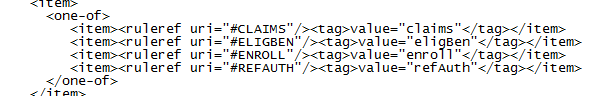 <item>
<one-of>
<item><ruleref uri="#CLAIMS"/><tag>value="claims"</tag></item>
<item><ruleref uri="#ELIGBEN"/><tag>value="eligBen"</tag></item>
<item><ruleref uri="#ENROLL"/><tag>value="enroll"</tag></item>
<item><ruleref uri="#REFAUTH"/><tag>value="refAuth"</tag></item>
</one-of>
</item>